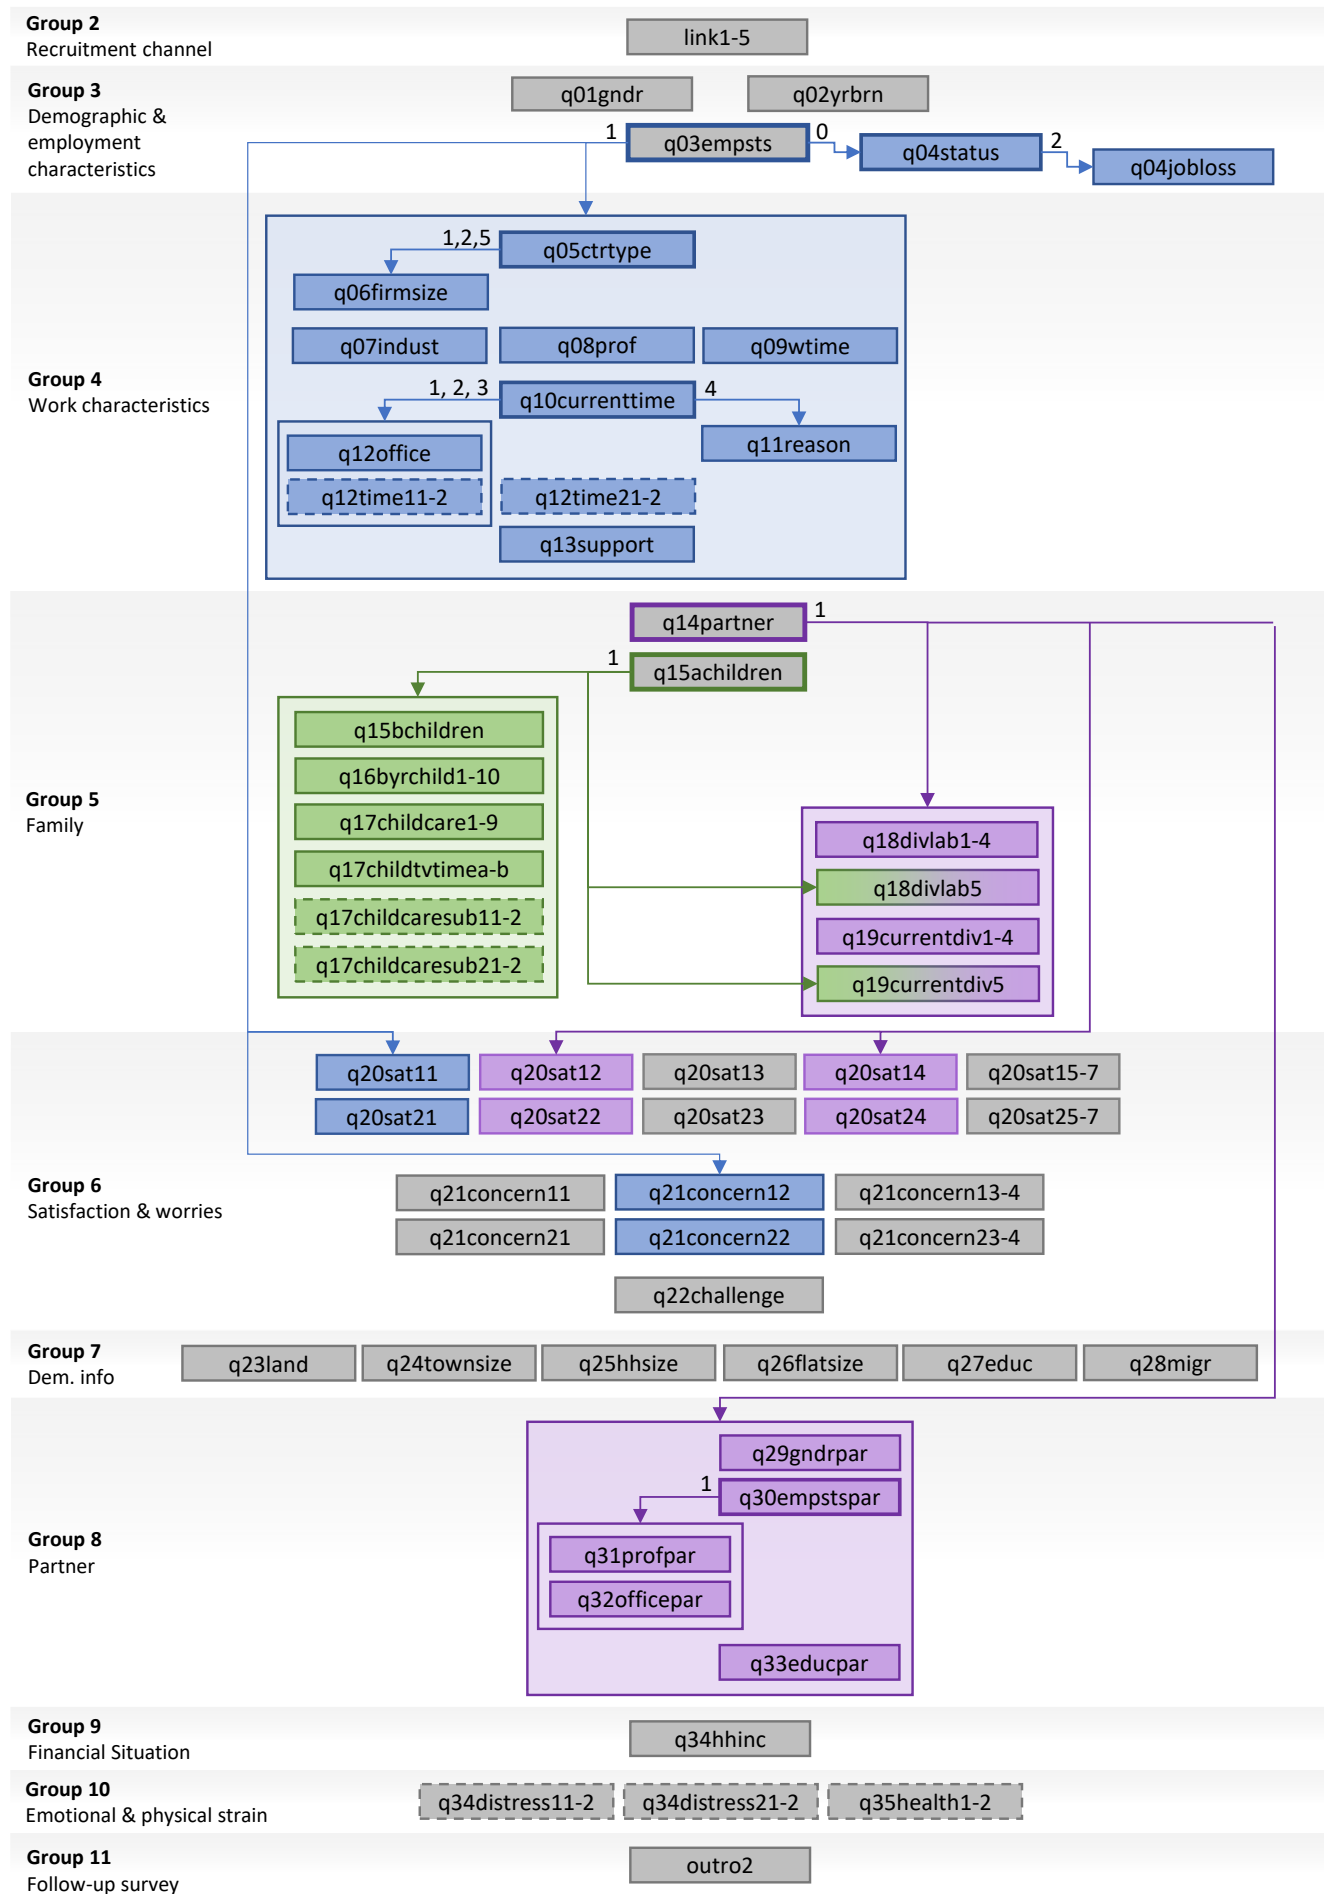 Group 2
Recruitment channel
link1-5
Group 3
Demographic &
employment
characteristics
q01gndr
q02yrbrn
1
q03empsts
0
q04status
2
q04jobloss
Group 4
Work characteristics
1,2,5
q05ctrtype
q06firmsize
q07indust
q08prof
q09wtime
1, 2, 3
q10currenttime
4
q12office
q11reason
q12time11-2
q12time21-2
q13support
Group 5
Family
q14partner
1
1
q15achildren
q15bchildren
q16byrchild1-10
q17childcare1-9
q17childtvtimea-b
q17childcaresub11-2
q17childcaresub21-2
q18divlab1-4
q18divlab5
q19currentdiv1-4
q19currentdiv5
Group 6
Satisfaction & worries
q20sat11
q20sat12
q20sat13
q20sat14
q20sat15-7
q20sat21
q20sat22
q20sat23
q20sat24
q20sat25-7
q21concern11
q21concern12
q21concern13-4
q21concern21
q21concern22
q21concern23-4
q22challenge
Group 7
Dem. info
q23land
q24townsize
q25hhsize
q26flatsize
q27educ
q28migr
Group 8
Partner
q29gndrpar
1
q30empstspar
q31profpar
q32officepar
q33educpar
Group 9
Financial Situation
q34hhinc
Group 10
Emotional & physical strain
q34distress11-2
q34distress21-2
q35health1-2
Group 11
Follow-up survey
outro2